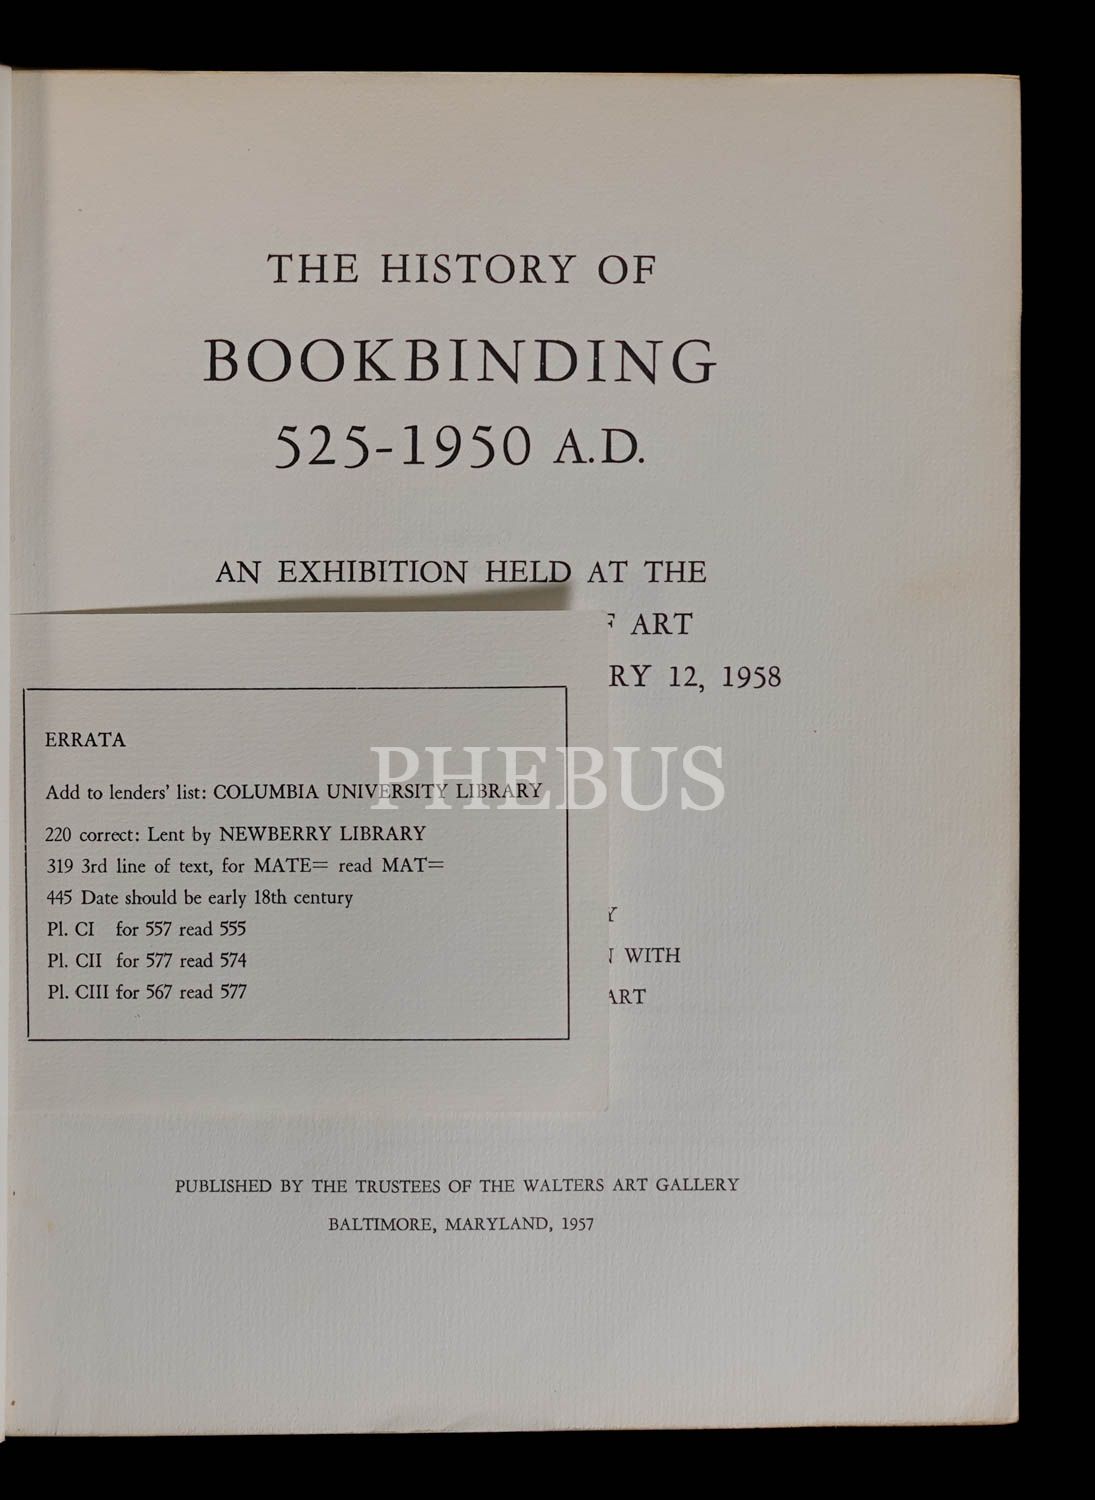 THE HISTORY OF
BOOKBINDING
525-1950 A.D.
AN EXHIBITION HELD AT THE
ART
12, 1958
ERRATA
Add to lenders' list: COLUMBIA UNIVERSITY LIBRARY
220 correct: Lent by NEWBERRY LIBRARY
319 3rd line of text, for MATE= read MAT=
445 Date should be early 18th century
Pl. CI for 557 read 555
Pl. CII for 577 read 574
Pl. CIII for 567 read 577
PHEBUS
WITH
ART
PUBLISHED BY THE TRUSTEES OF THE WALTERS ART GALLERY
BALTIMORE, MARYLAND, 1957